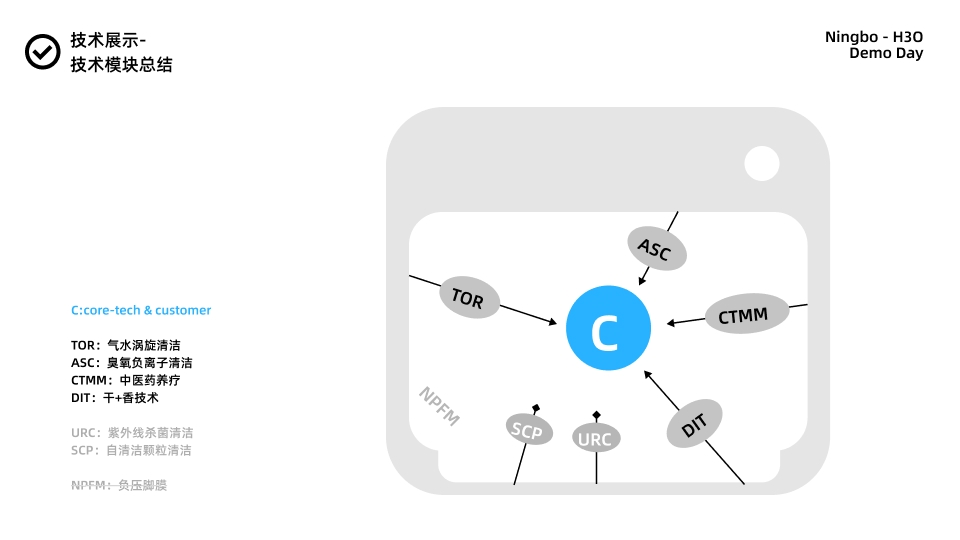 技术展示-
技术模块总结
Ningbo - H3O
Demo Day
ASC
TOR
CTMM
C
NPFM
SCP
URC
DIT
C:core-tech & customer
TOR：气水涡旋清洁
ASC：臭氧负离子清洁
CTMM：中医药养疗
DIT：干+香技术
URC：紫外线杀菌清洁
SCP：自清洁颗粒清洁
NPFM：负压脚膜